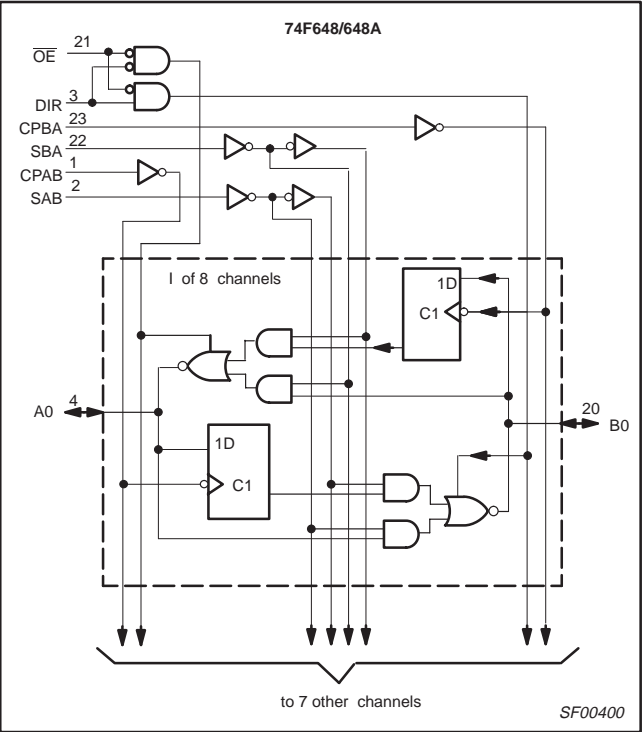 74F648/648A
OE 21
DIR 3
CPBA 23
SBA 22
CPAB 1
SAB 2
I of 8 channels
1D
C1
A0 4
20 B0
1D
C1
to 7 other channels
SF00400